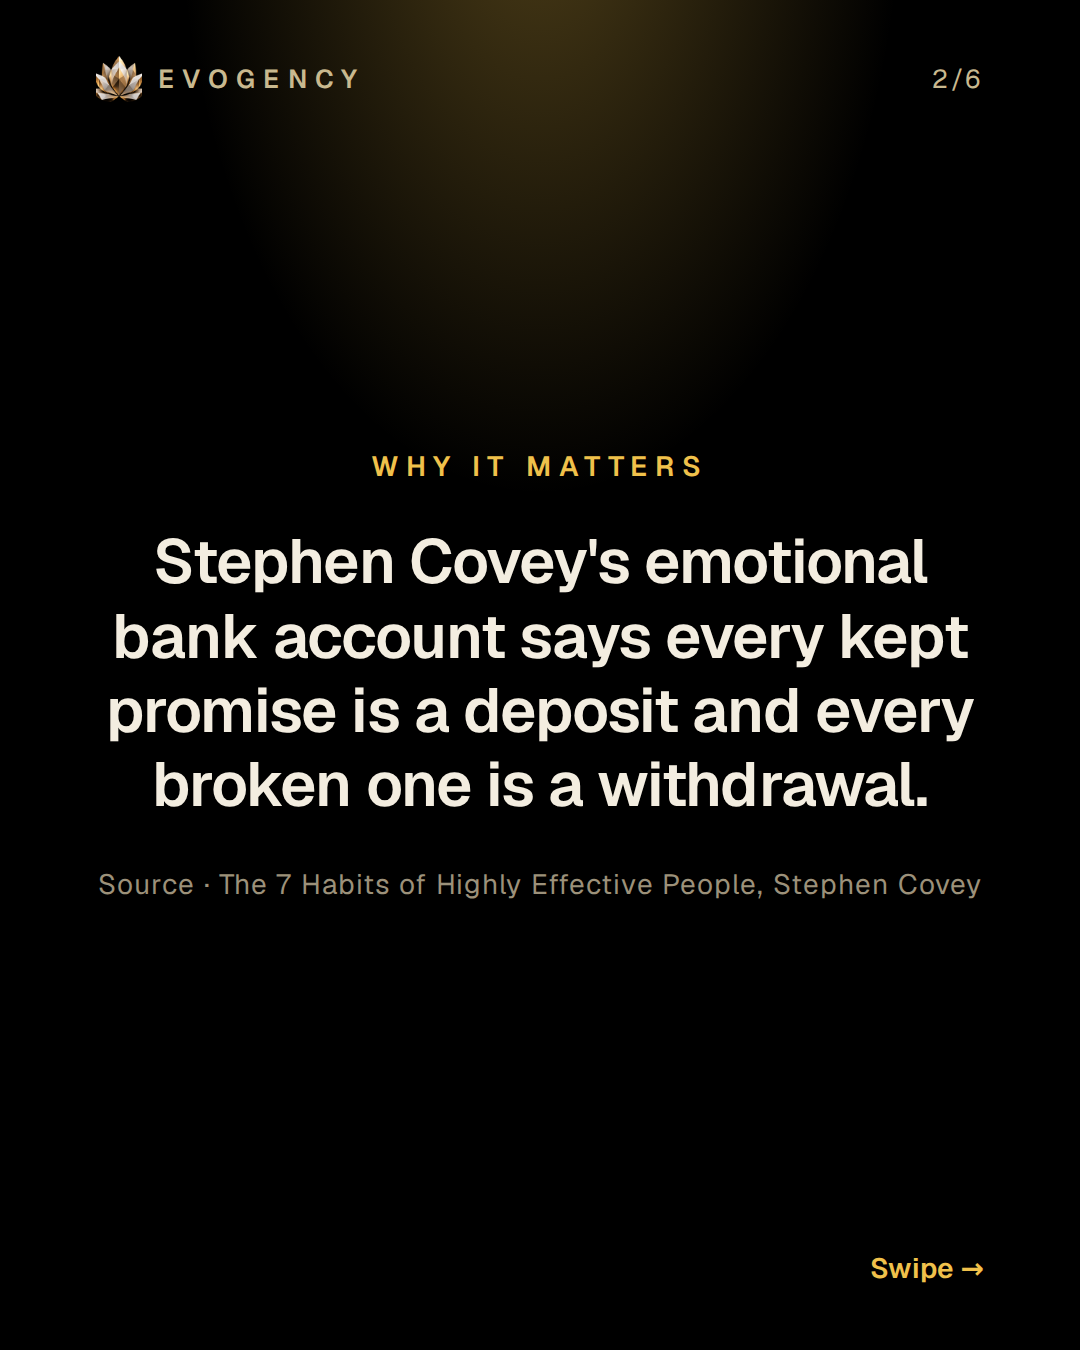 EVOGENCY
2/6
WHY IT MATTERS
Stephen Covey's emotional
bank account says every kept
promise is a deposit and every
broken one is a withdrawal.
Source · The 7 Habits of Highly Effective People, Stephen Covey
Swipe →